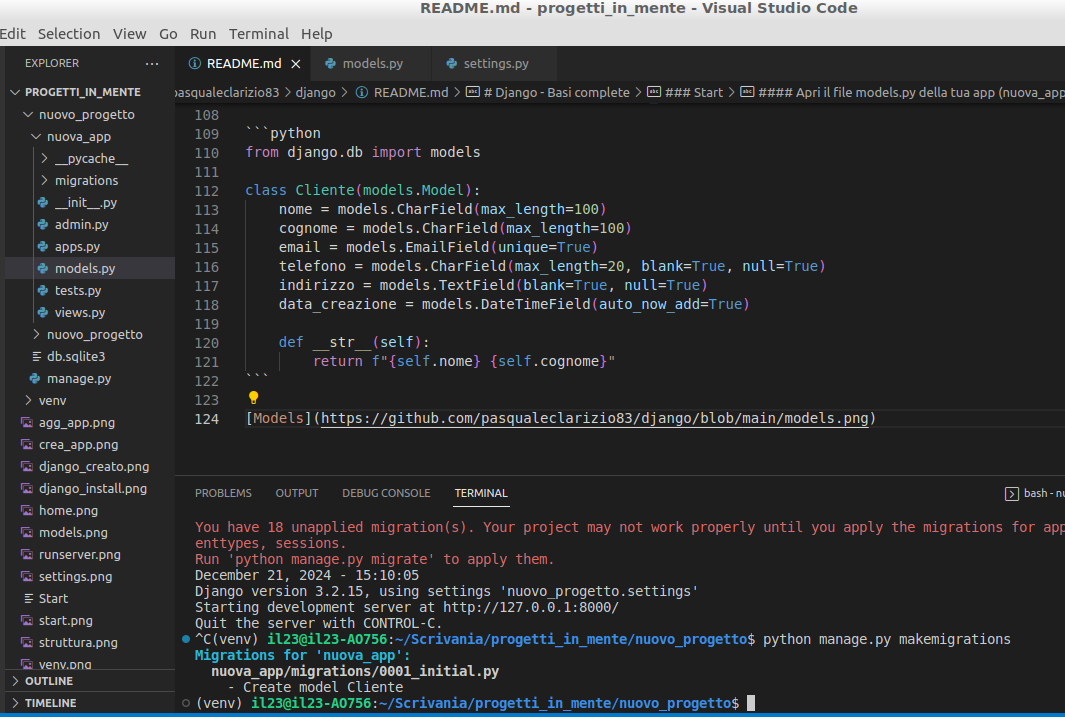 README.md - progetti_in_mente - Visual Studio Code
Edit Selection View Go Run Terminal Help
EXPLORER
PROGETTI_IN_MENTE
nuovo_progetto
nuova_app
__pycache__
migrations
__init__.py
admin.py
apps.py
models.py
tests.py
views.py
nuovo_progetto
db.sqlite3
manage.py
venv
agg_app.png
crea_app.png
django_creato.png
django_install.png
home.png
models.png
runserver.png
settings.png
Start
start.png
struttura.png
venv.png
OUTLINE
TIMELINE
README.md models.py settings.py
pasqualeclarizio83 > django > README.md > # Django - Basi complete > ### Start > #### Apri il file models.py della tua app (nuova_app
108
109 ```python
110 from django.db import models
111
112 class Cliente(models.Model):
113 nome = models.CharField(max_length=100)
114 cognome = models.CharField(max_length=100)
115 email = models.EmailField(unique=True)
116 telefono = models.CharField(max_length=20, blank=True, null=True)
117 indirizzo = models.TextField(blank=True, null=True)
118 data_creazione = models.DateTimeField(auto_now_add=True)
119
120 def __str__(self):
121 return f"{self.nome} {self.cognome}"
122 ```
123
124 [Models](https://github.com/pasqualeclarizio83/django/blob/main/models.png)
PROBLEMS OUTPUT DEBUG CONSOLE TERMINAL bash - nu
You have 18 unapplied migration(s). Your project may not work properly until you apply the migrations for app
enttypes, sessions.
Run 'python manage.py migrate' to apply them.
December 21, 2024 - 15:10:05
Django version 3.2.15, using settings 'nuovo_progetto.settings'
Starting development server at http://127.0.0.1:8000/
Quit the server with CONTROL-C.
^C(venv) il23@il23-AO756:~/Scrivania/progetti_in_mente/nuovo_progetto$ python manage.py makemigrations
Migrations for 'nuova_app':
nuova_app/migrations/0001_initial.py
- Create model Cliente
(venv) il23@il23-AO756:~/Scrivania/progetti_in_mente/nuovo_progetto$